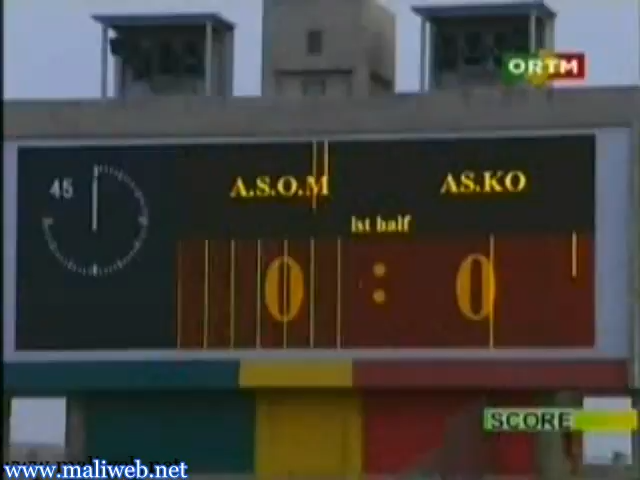 ORTM
45
A.S.O.M AS.KO
1st half
0 : 0
SCORE
www.maliweb.net